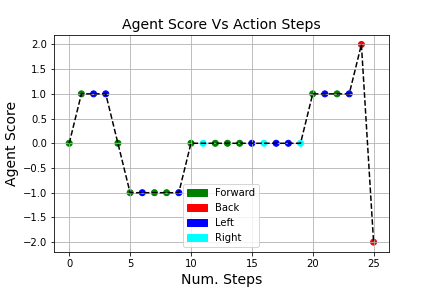 Agent Score Vs Action Steps
Agent Score
2.0
1.5
1.0
0.5
0.0
−0.5
−1.0
−1.5
−2.0
Forward
Back
Left
Right
0 5 10 15 20 25
Num. Steps